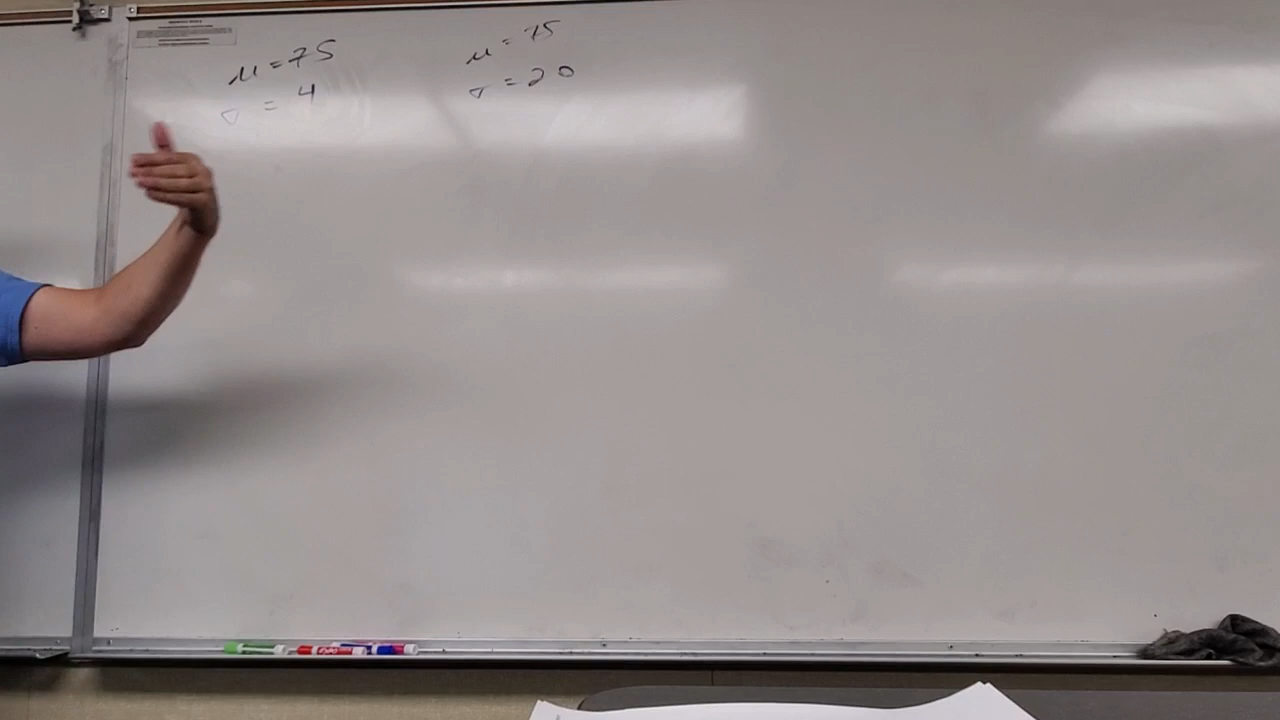 μ = 75
σ = 4
μ = 75
σ = 20